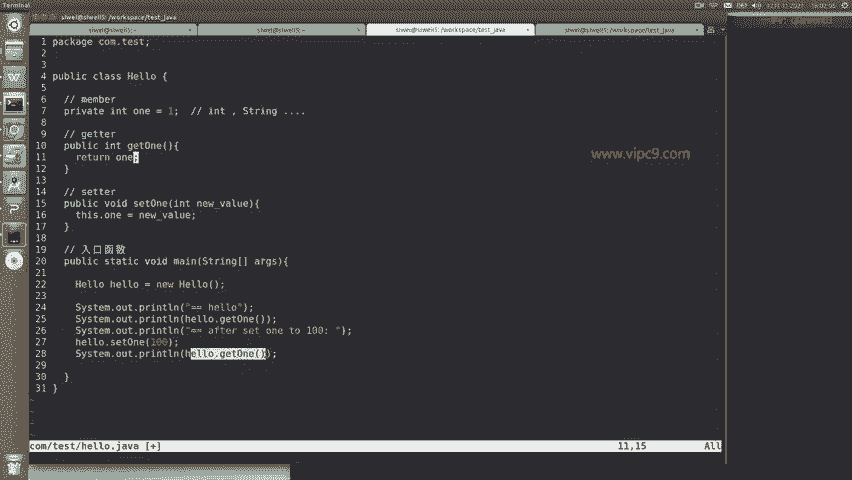 Terminal
siwei@siwei5: /workspace/test_java
siwei@siwei5: ~
siwei@siwei5: ~
siwei@siwei5: /workspace/test_java
siwei@siwei5: /workspace/test_java
1 package com.test;
2
3
4 public class Hello {
5
6 // member
7 private int one = 1; // int , String ....
8
9 // getter
10 public int getOne(){
11 return one;
12 }
13
14 // setter
15 public void setOne(int new_value){
16 this.one = new_value;
17 }
18
19 // 入口函数
20 public static void main(String[] args){
21
22 Hello hello = new Hello();
23
24 System.out.println("== hello");
25 System.out.println(hello.getOne());
26 System.out.println("== after set one to 100: ");
27 hello.setOne(100);
28 System.out.println(hello.getOne());
29
30 }
31 }
www.vipc9.com
com/test/hello.java [+] 11,15 All